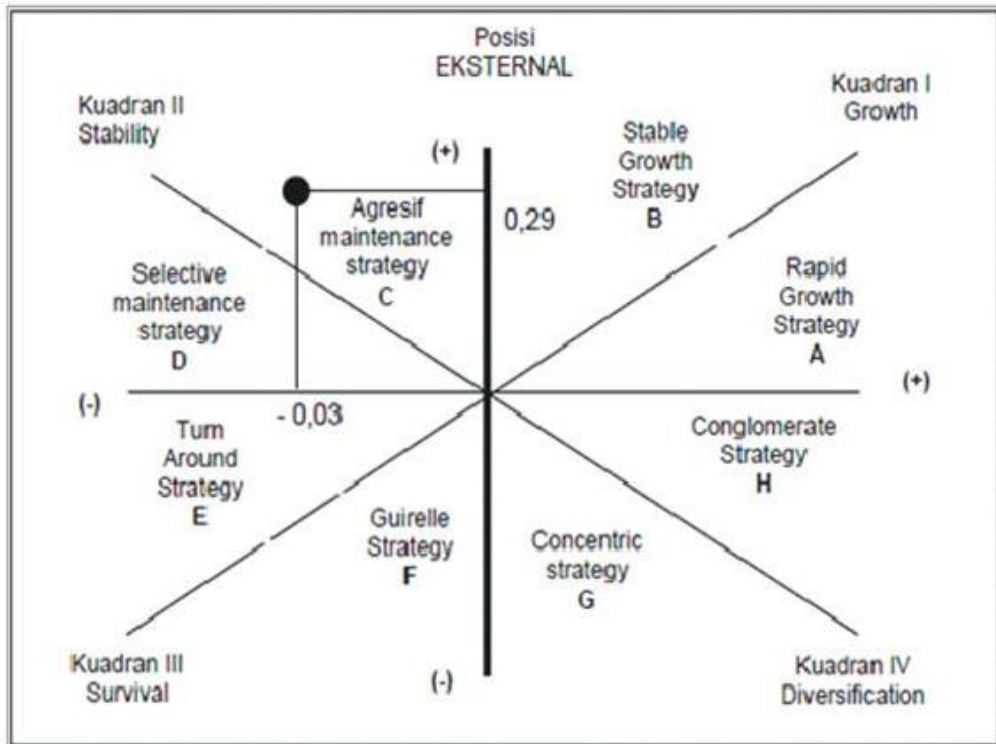 Posisi
EKSTERNAL
Kuadran II
Stability
Kuadran I
Growth
(+)
Stable
Growth
Strategy
B
Agresif
maintenance
strategy
C
0,29
Selective
maintenance
strategy
D
Rapid
Growth
Strategy
A
(-)
- 0,03
(+)
Turn
Around
Strategy
E
Conglomerate
Strategy
H
Guirelle
Strategy
F
Concentric
strategy
G
Kuadran III
Survival
(-)
Kuadran IV
Diversification